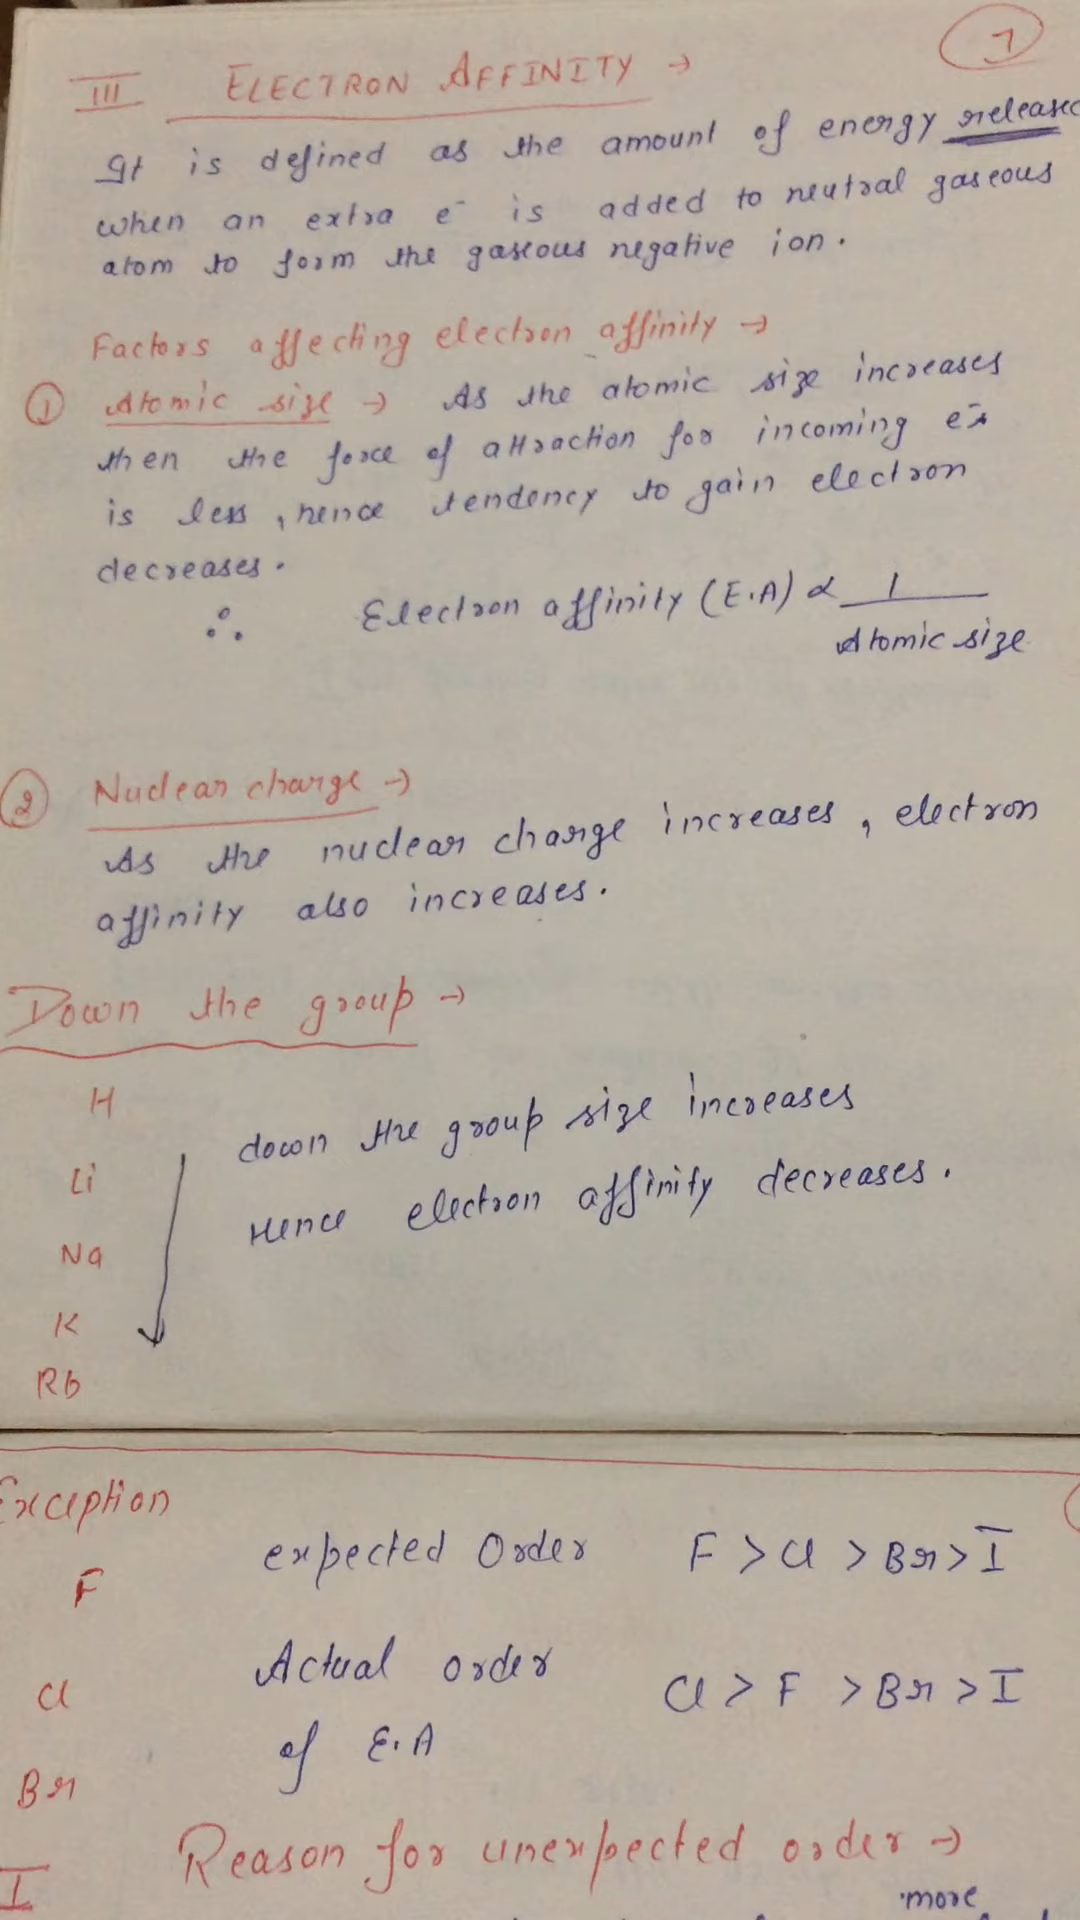 1
III ELECTRON AFFINITY →
It is defined as the amount of energy release
when an extra e⁻ is added to neutral gaseous
atom to form the gaseous negative ion.
Factors affecting electron affinity →
① Atomic size → As the atomic size increases
then the force of attraction for incoming e⁻s
is less, hence tendency to gain electron
decreases.
∴ Electron affinity (E.A) ∝ 1
Atomic size
② Nuclear charge →
As the nuclear charge increases, electron
affinity also increases.
Down the group →
H
down the group size increases
Li
Hence electron affinity decreases.
Na
K
Rb
Exception
expected Order F > Cl > Br > I
F
Actual order Cl > F > Br > I
Cl
of E.A
Br
Reason for unexpected order →
I
more